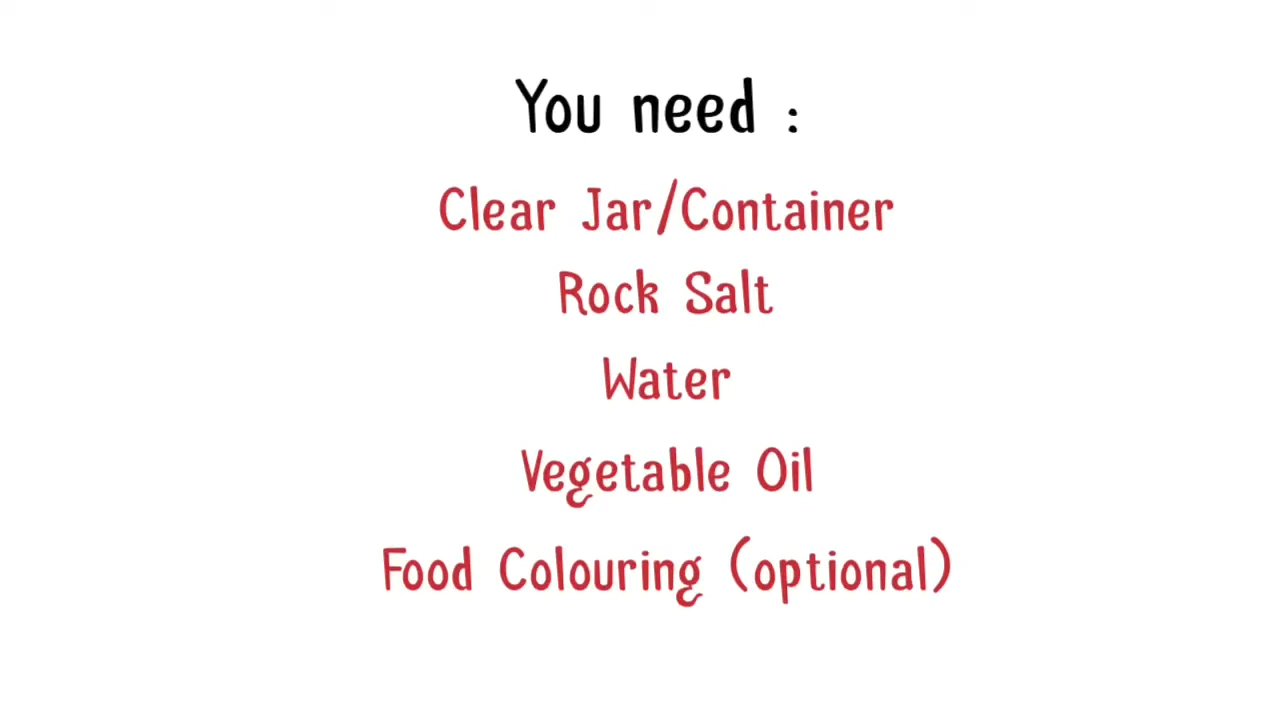 You need :
Clear Jar/Container
Rock Salt
Water
Vegetable Oil
Food Colouring (optional)